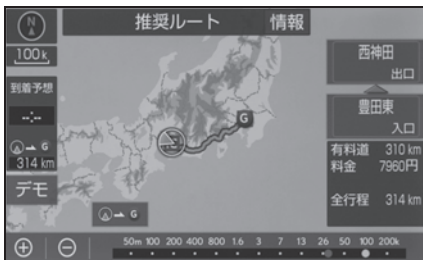 N
推奨ルート 情報
100k
西神田
出口
到着予想
--:--
豊田東
入口
G
G
314 km
有料道 310 km
料金 7960円
デモ
全行程 314 km
G
50m 100 200 400 800 1.6 3 7 13 26 50 100 200k